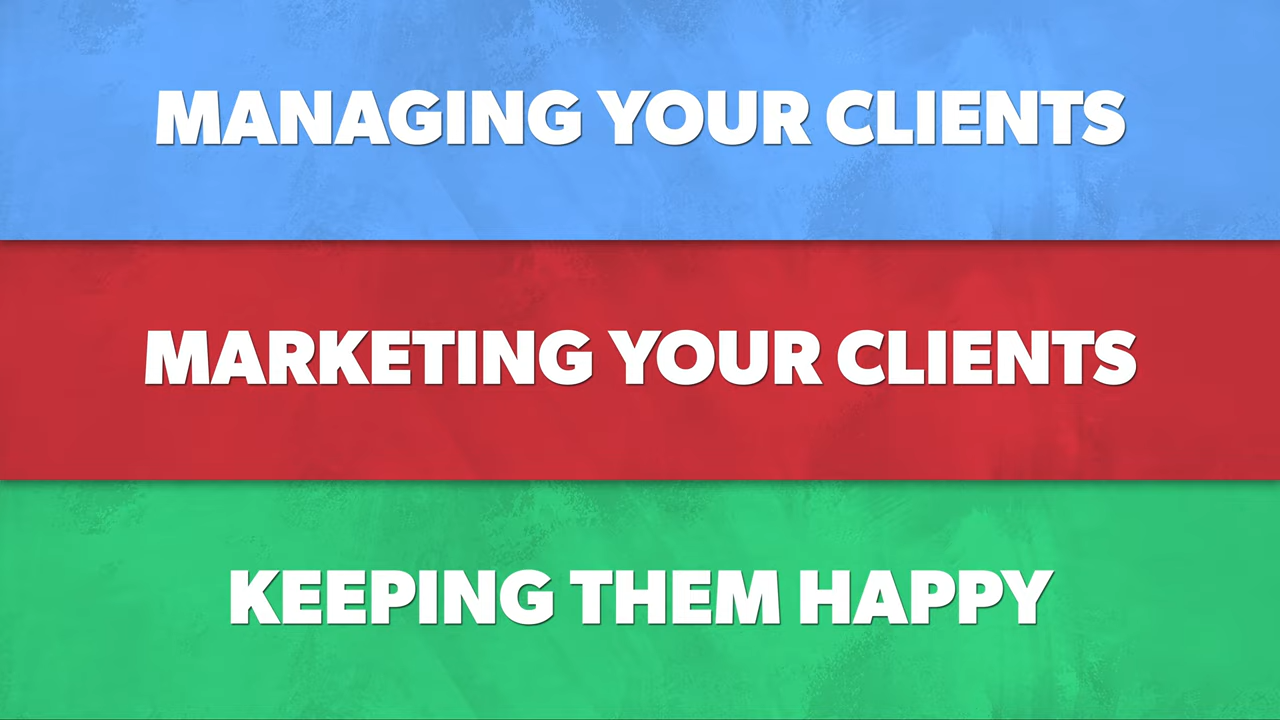 MANAGING YOUR CLIENTS
MARKETING YOUR CLIENTS
KEEPING THEM HAPPY